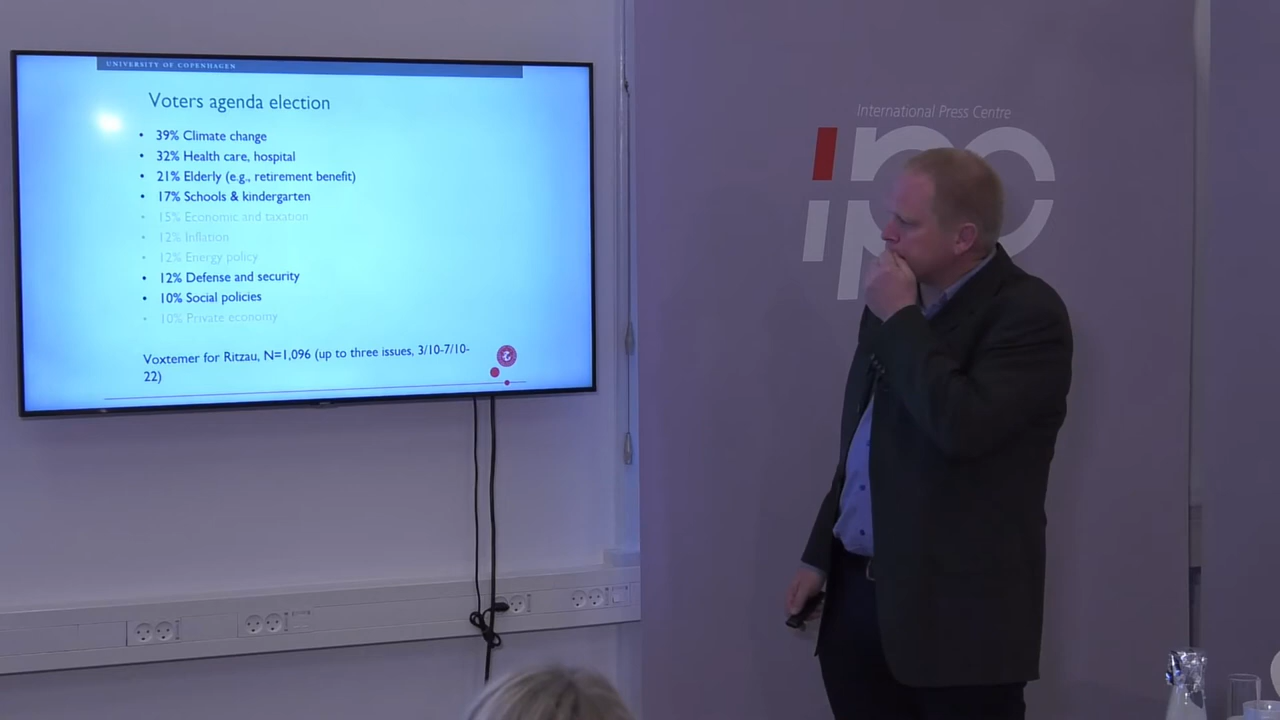 UNIVERSITY OF COPENHAGEN
Voters agenda election
• 39% Climate change
• 32% Health care, hospital
• 21% Elderly (e.g., retirement benefit)
• 17% Schools & kindergarten
• 15% Economic and taxation
• 12% Inflation
• 12% Energy policy
• 12% Defense and security
• 10% Social policies
• 10% Private economy
Voxtemer for Ritzau, N=1,096 (up to three issues, 3/10-7/10-
22)
International Press Centre
ipc